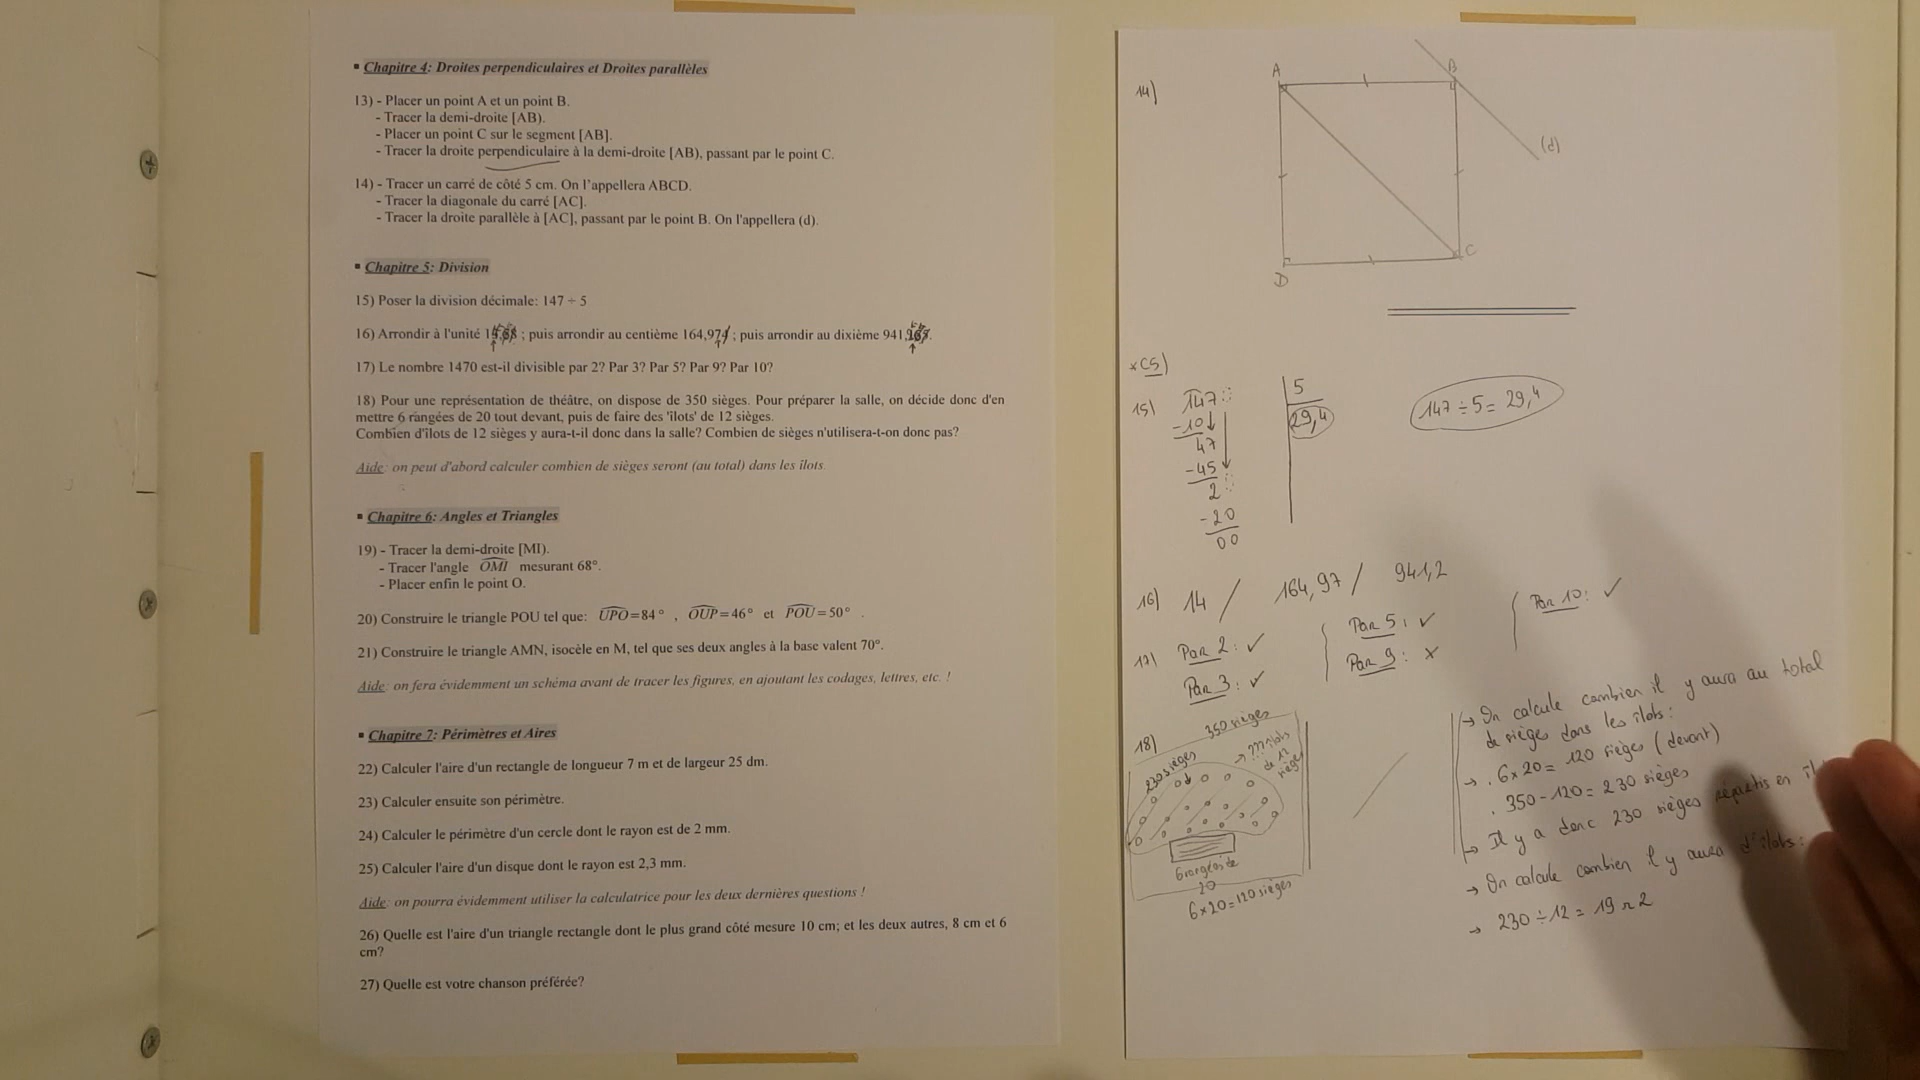 ▪ Chapitre 4: Droites perpendiculaires et Droites parallèles
13) - Placer un point A et un point B.
- Tracer la demi-droite [AB).
- Placer un point C sur le segment [AB].
- Tracer la droite perpendiculaire à la demi-droite [AB), passant par le point C.
14) - Tracer un carré de côté 5 cm. On l'appellera ABCD.
- Tracer la diagonale du carré [AC].
- Tracer la droite parallèle à [AC], passant par le point B. On l'appellera (d).
▪ Chapitre 5: Division
15) Poser la division décimale: 147 ÷ 5
16) Arrondir à l'unité ; puis arrondir au centième 164,974 ; puis arrondir au dixième 941,
17) Le nombre 1470 est-il divisible par 2? Par 3? Par 5? Par 9? Par 10?
18) Pour une représentation de théâtre, on dispose de 350 sièges. Pour préparer la salle, on décide donc d'en
mettre 6 rangées de 20 tout devant, puis de faire des 'îlots' de 12 sièges.
Combien d'îlots de 12 sièges y aura-t-il donc dans la salle? Combien de sièges n'utilisera-t-on donc pas?
Aide: on peut d'abord calculer combien de sièges seront (au total) dans les îlots.
▪ Chapitre 6: Angles et Triangles
19) - Tracer la demi-droite [MI).
- Tracer l'angle OMI mesurant 68°.
- Placer enfin le point O.
20) Construire le triangle POU tel que: UPO=84° , OUP=46° et POU=50° .
21) Construire le triangle AMN, isocèle en M, tel que ses deux angles à la base valent 70°.
Aide: on fera évidemment un schéma avant de tracer les figures, en ajoutant les codages, lettres, etc. !
▪ Chapitre 7: Périmètres et Aires
22) Calculer l'aire d'un rectangle de longueur 7 m et de largeur 25 dm.
23) Calculer ensuite son périmètre.
24) Calculer le périmètre d'un cercle dont le rayon est de 2 mm.
25) Calculer l'aire d'un disque dont le rayon est 2,3 mm.
Aide: on pourra évidemment utiliser la calculatrice pour les deux dernières questions !
26) Quelle est l'aire d'un triangle rectangle dont le plus grand côté mesure 10 cm; et les deux autres, 8 cm et 6
cm?
27) Quelle est votre chanson préférée?
14)
A
B
(d)
C
D
*C5)
15)
147
5
-10
29,4
47
-45
2
-20
00
147 ÷ 5 = 29,4
16) 14 / 164,97 / 941,2
17) Par 2: ✓
Par 3: ✓
Par 5: ✓
Par 9: x
Par 10: ✓
18)
350 sièges
230 sièges
→ ??? îlots
de 12
sièges
6 rangées de
20
6×20=120 sièges
→ On calcule combien il y aura au total
de sièges dans les îlots:
→ . 6×20= 120 sièges (devant)
. 350-120= 230 sièges
→ Il y a donc 230 sièges répartis en
→ On calcule combien il y aura d'îlots:
→ 230 ÷ 12 = 19 r 2